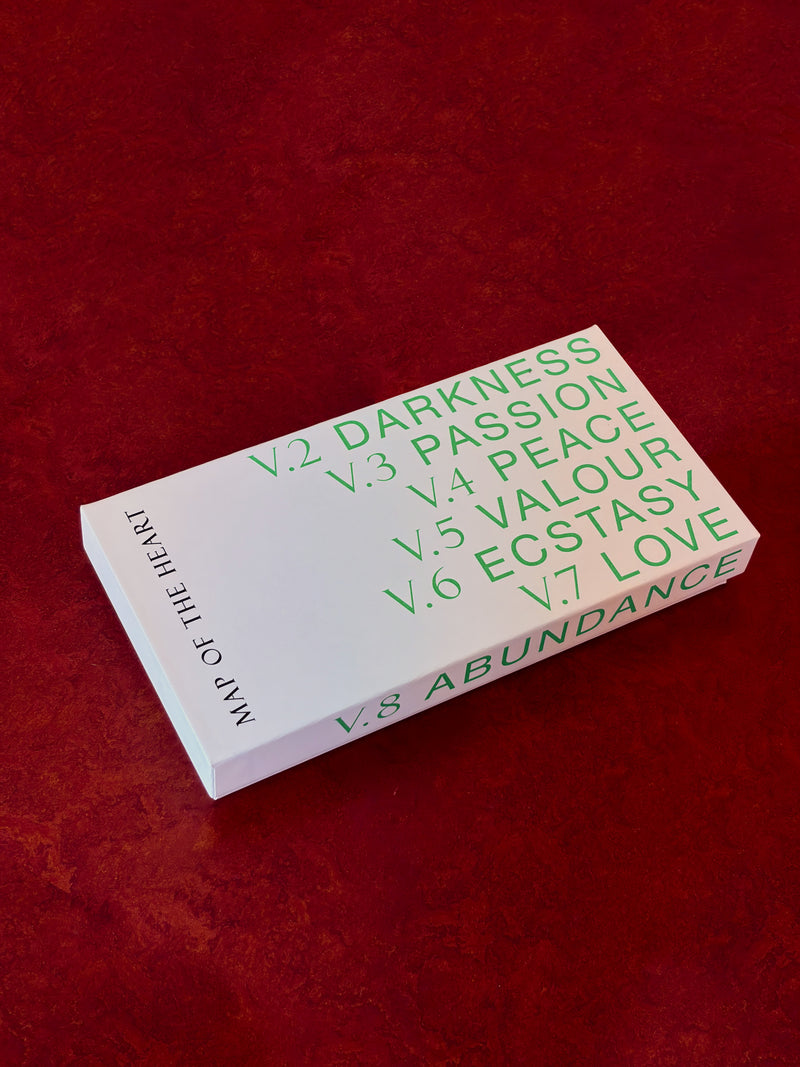 V.2 DARKNESS
V.3 PASSION
V.4 PEACE
V.5 VALOUR
V.6 ECSTASY
V.7 LOVE
V.8 ABUNDANCE
MAP OF THE HEART